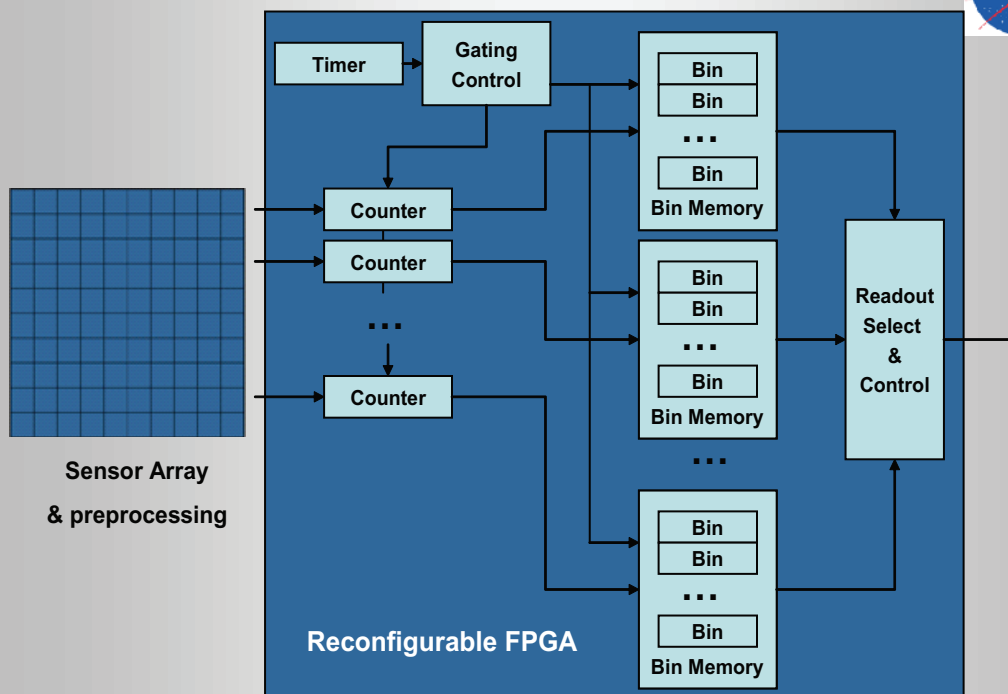 Timer
Gating
Control
Bin
Bin
...
Bin
Bin Memory
Counter
Counter
...
Counter
Bin
Bin
...
Bin
Bin Memory
...
Readout
Select
&
Control
Sensor Array
& preprocessing
Bin
Bin
...
Bin
Bin Memory
Reconfigurable FPGA